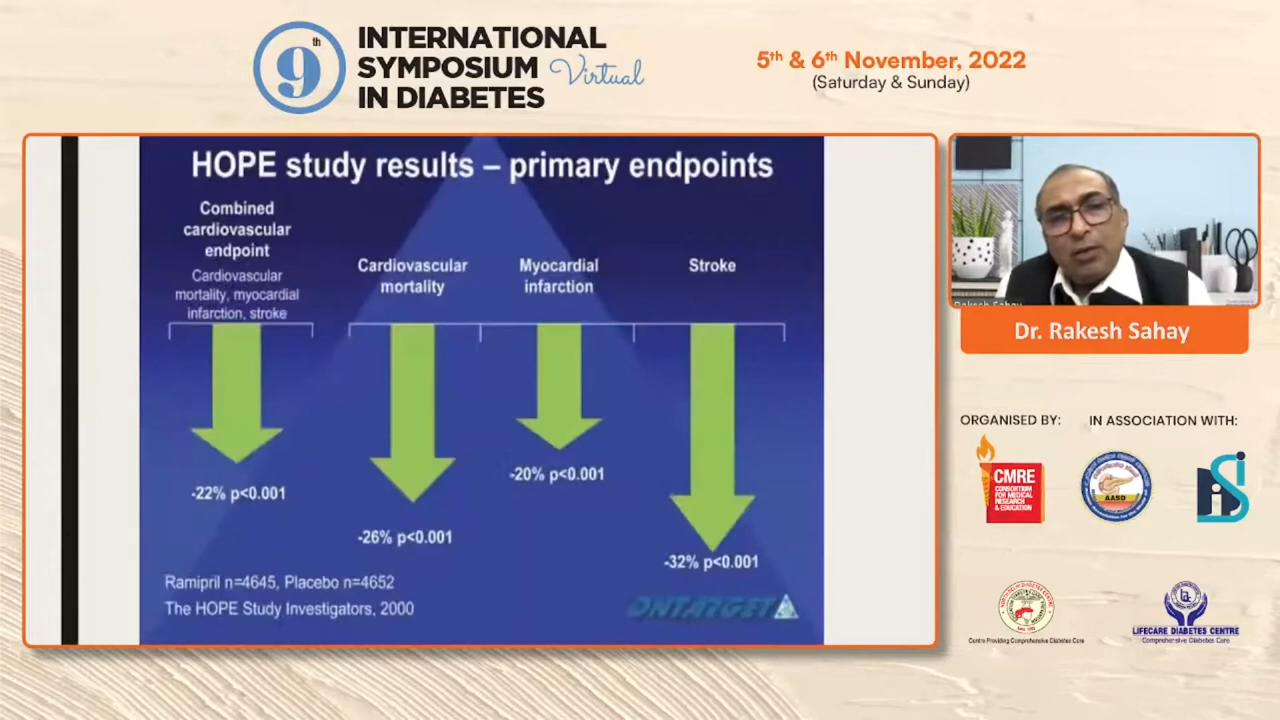 9th
INTERNATIONAL
SYMPOSIUM Virtual
IN DIABETES
5th & 6th November, 2022
(Saturday & Sunday)
HOPE study results – primary endpoints
Combined
cardiovascular
endpoint
Cardiovascular
mortality, myocardial
infarction, stroke
Cardiovascular
mortality
Myocardial
infarction
Stroke
-22% p<0.001
-26% p<0.001
-20% p<0.001
-32% p<0.001
Ramipril n=4645, Placebo n=4652
The HOPE Study Investigators, 2000
ONTARGET
Rakesh Sahay
Dr. Rakesh Sahay
ORGANISED BY:
IN ASSOCIATION WITH:
CMRE
CONSORTIUM
FOR MEDICAL
RESEARCH
& EDUCATION
AASD
Centre Providing Comprehensive Diabetes Care
LIFECARE DIABETES CENTRE
Comprehensive Diabetes Care